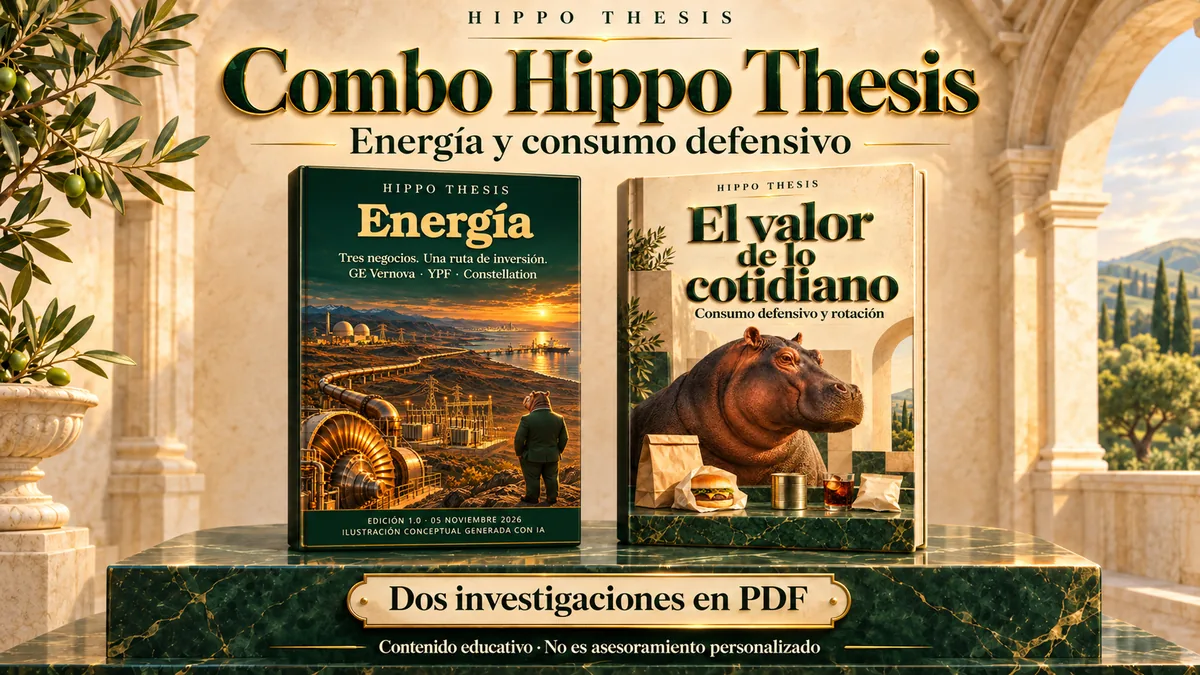 HIPPO THESIS
Combo Hippo Thesis
Energía y consumo defensivo
HIPPO THESIS
Energía
Tres negocios. Una ruta de inversión.
GE Vernova · YPF · Constellation
EDICIÓN 1.0 · 05 NOVIEMBRE 2026
ILUSTRACIÓN CONCEPTUAL GENERADA CON IA
HIPPO THESIS
El valor
de lo
cotidiano
Consumo defensivo y rotación
Dos investigaciones en PDF
Contenido educativo · No es asesoramiento personalizado